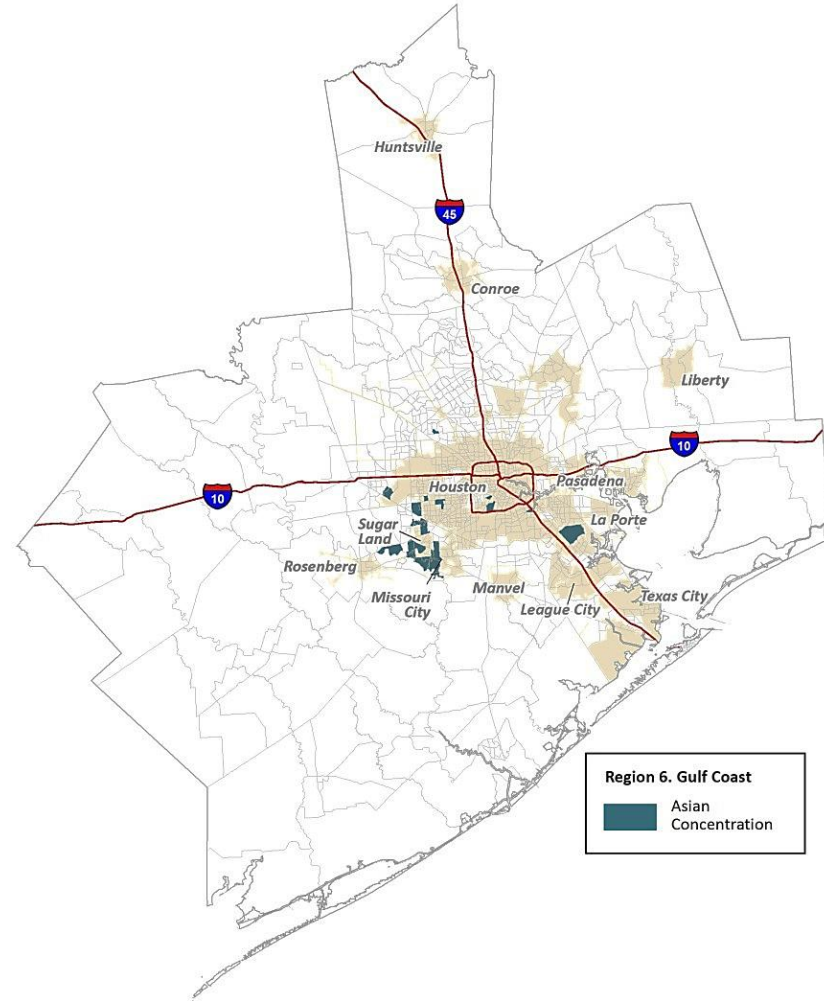 Huntsville
45
Conroe
Liberty
10
10
Houston
Pasadena
La Porte
Sugar
Land
Rosenberg
Missouri
City
Manvel
League City
Texas City
Region 6. Gulf Coast
Asian
Concentration